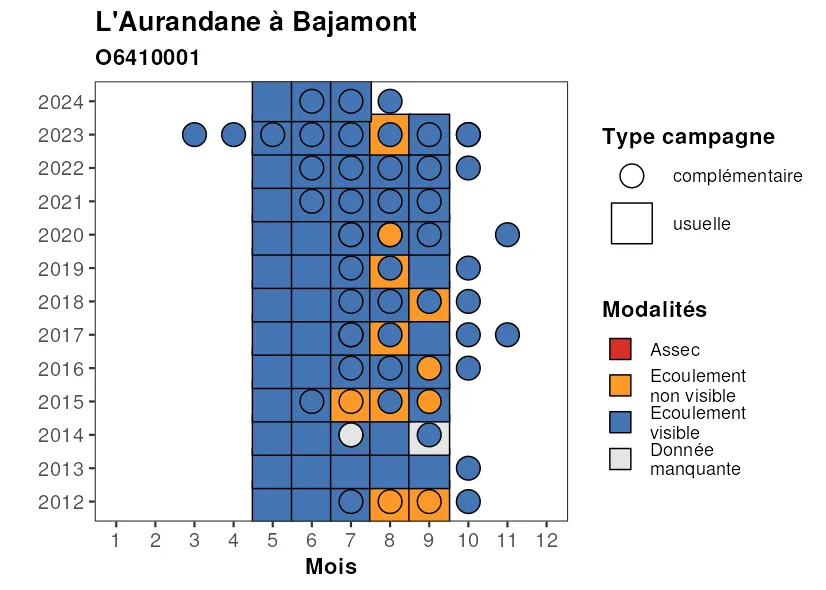 L'Aurandane à Bajamont
O6410001
2024
2023
2022
2021
2020
2019
2018
2017
2016
2015
2014
2013
2012
1 2 3 4 5 6 7 8 9 10 11 12
Mois
Type campagne
complémentaire
usuelle
Modalités
Assec
Ecoulement
non visible
Ecoulement
visible
Donnée
manquante